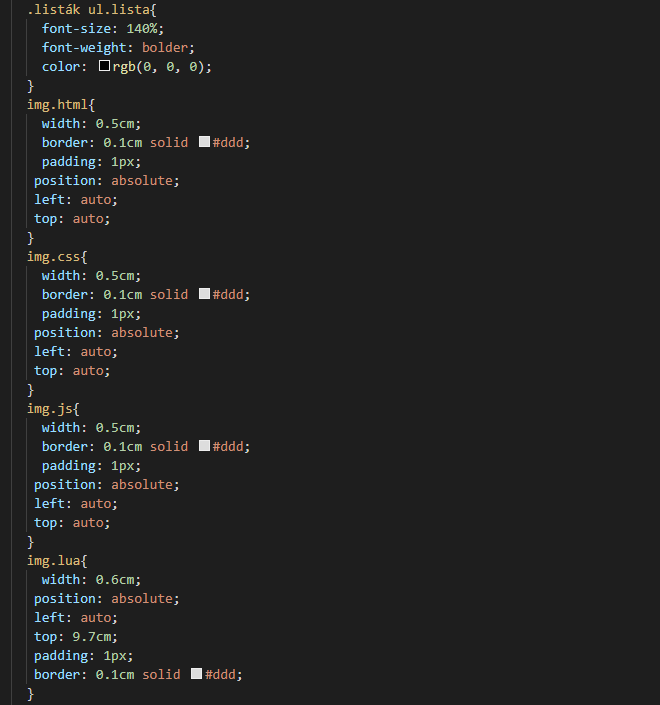 .listák ul.lista{
font-size: 140%;
font-weight: bolder;
color: rgb(0, 0, 0);
}
img.html{
width: 0.5cm;
border: 0.1cm solid #ddd;
padding: 1px;
position: absolute;
left: auto;
top: auto;
}
img.css{
width: 0.5cm;
border: 0.1cm solid #ddd;
padding: 1px;
position: absolute;
left: auto;
top: auto;
}
img.js{
width: 0.5cm;
border: 0.1cm solid #ddd;
padding: 1px;
position: absolute;
left: auto;
top: auto;
}
img.lua{
width: 0.6cm;
position: absolute;
left: auto;
top: 9.7cm;
padding: 1px;
border: 0.1cm solid #ddd;
}